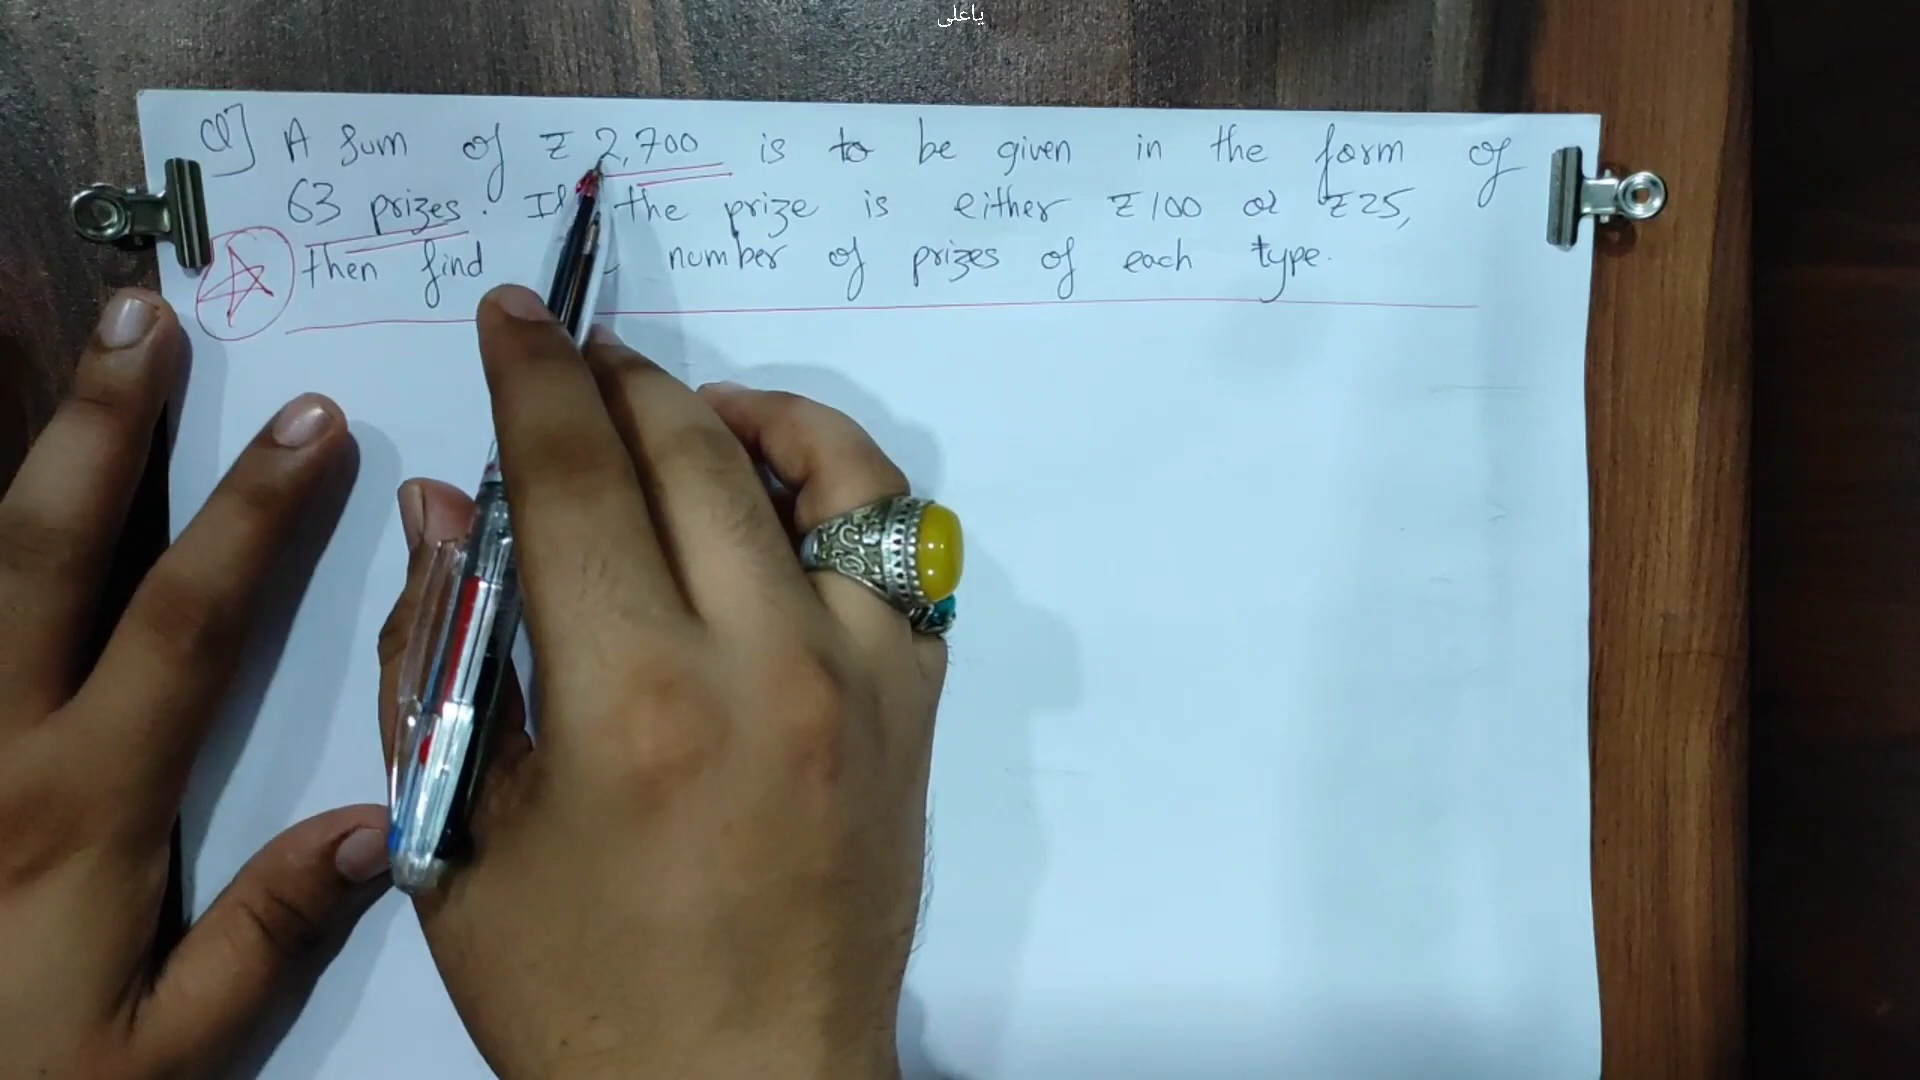 ياعلى
Q] A sum of ₹ 2,700 is to be given in the form of
63 prizes. If the prize is either ₹100 or ₹25,
then find number of prizes of each type.